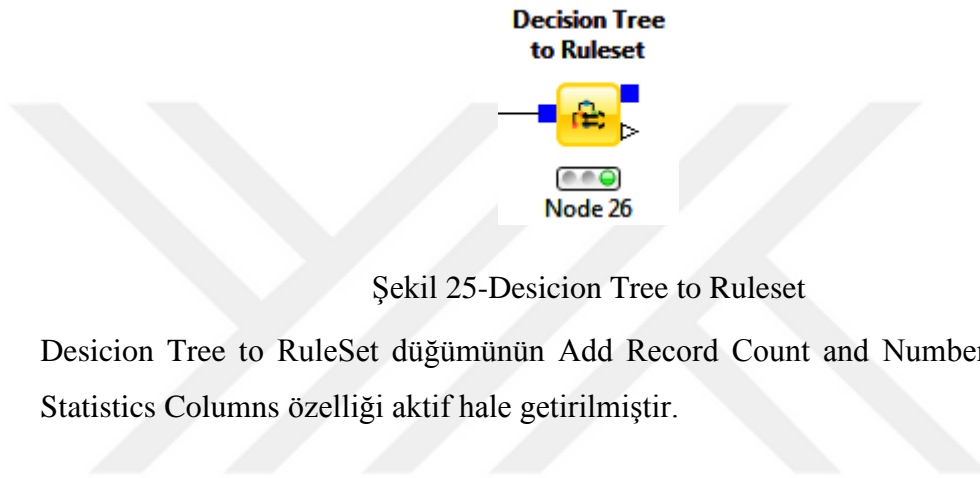 Decision Tree
to Ruleset
Node 26
Şekil 25-Desicion Tree to Ruleset
Desicion Tree to RuleSet düğümünün Add Record Count and Number
Statistics Columns özelliği aktif hale getirilmiştir.